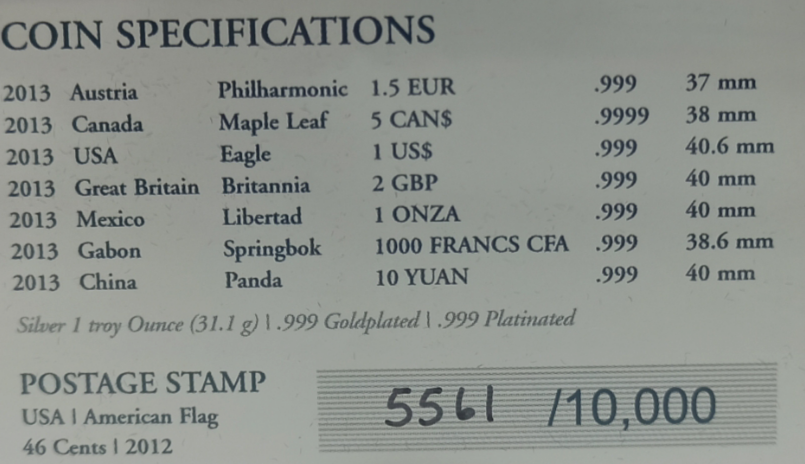 COIN SPECIFICATIONS
2013 Austria Philharmonic 1.5 EUR .999 37 mm
2013 Canada Maple Leaf 5 CAN$ .9999 38 mm
2013 USA Eagle 1 US$ .999 40.6 mm
2013 Great Britain Britannia 2 GBP .999 40 mm
2013 Mexico Libertad 1 ONZA .999 40 mm
2013 Gabon Springbok 1000 FRANCS CFA .999 38.6 mm
2013 China Panda 10 YUAN .999 40 mm
Silver 1 troy Ounce (31.1 g) | .999 Goldplated | .999 Platinated
POSTAGE STAMP
USA | American Flag
46 Cents | 2012
5561 /10,000